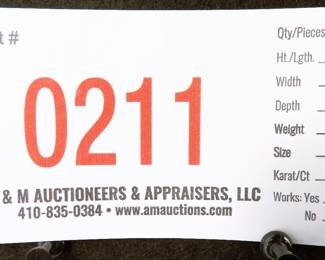 t #
0211
& M AUCTIONEERS & APPRAISERS, LLC
410-835-0384 • www.amauctions.com
Qty/Pieces
Ht./Lgth.
Width
Depth
Weight
Size
Karat/Ct
Works: Yes
No